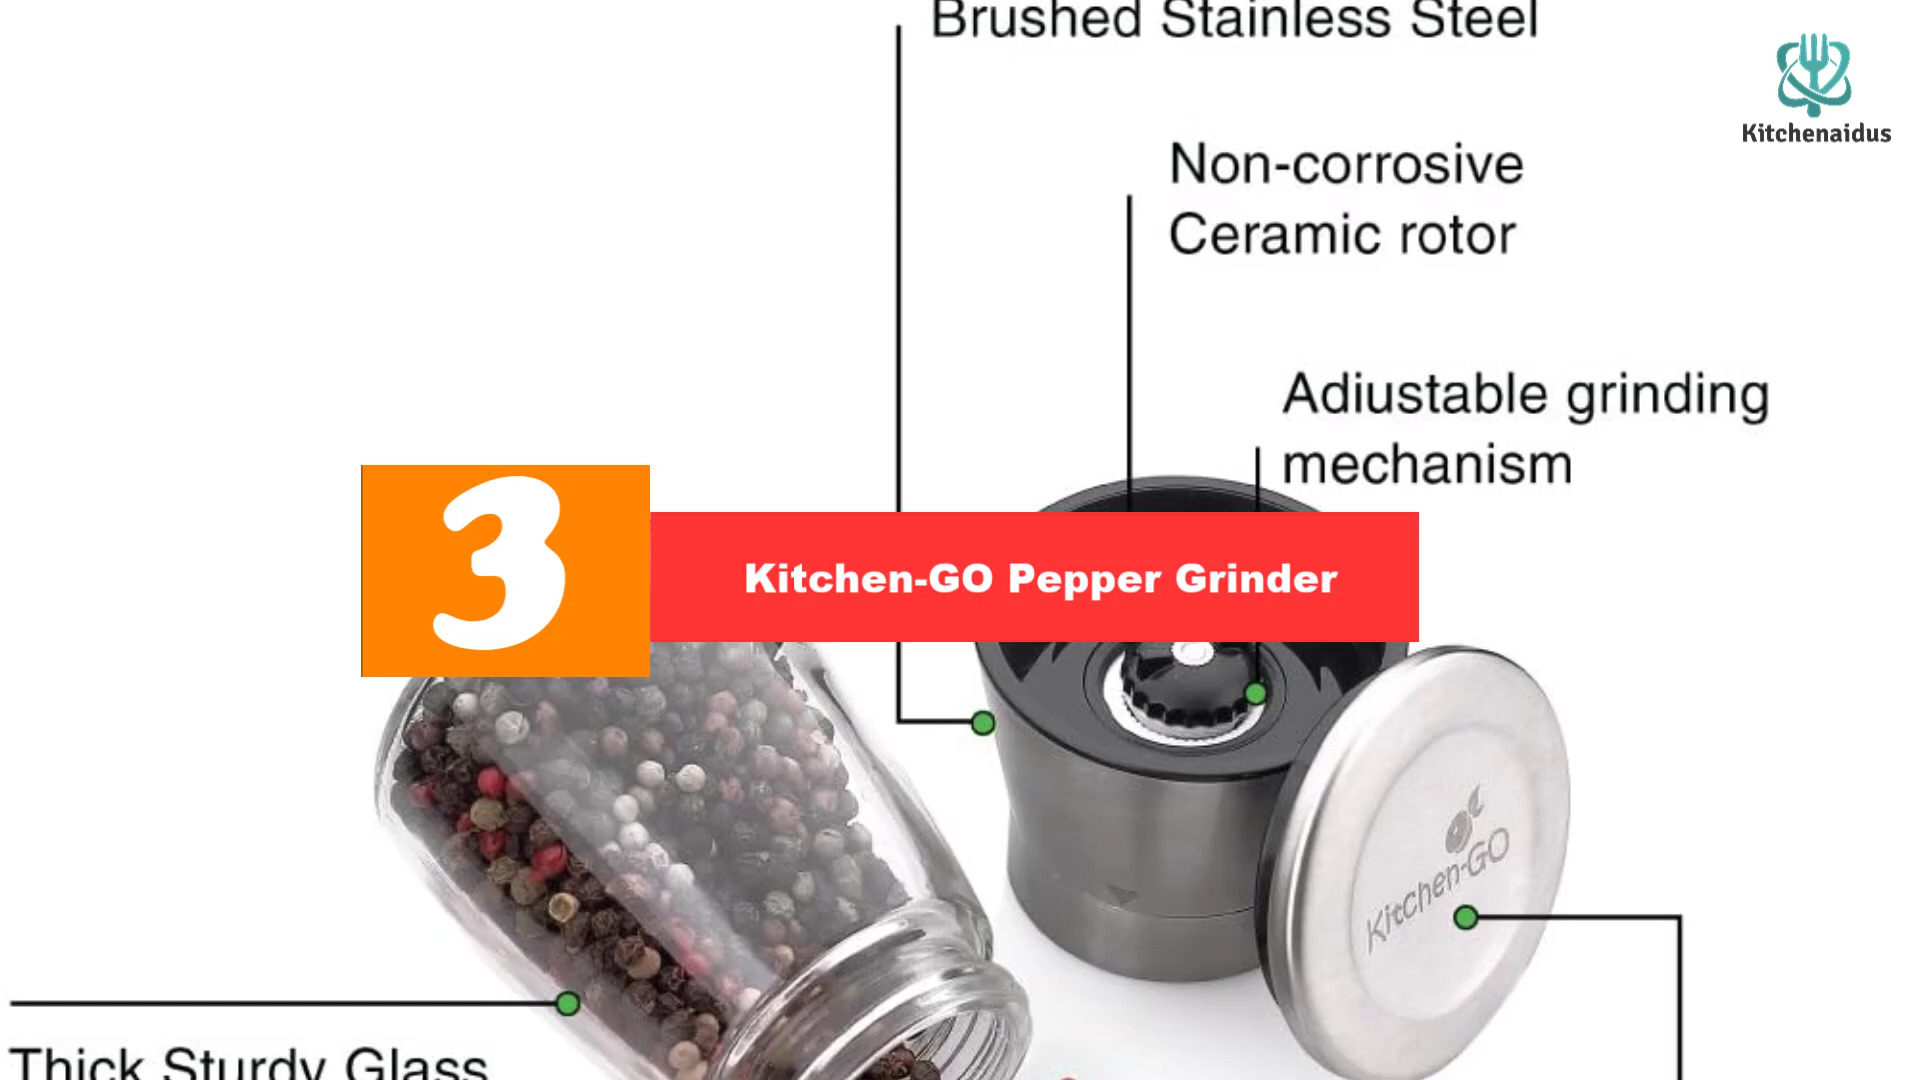 Brushed Stainless Steel
Kitchenaidus
Non-corrosive
Ceramic rotor
Adiustable grinding
mechanism
3
Kitchen-GO Pepper Grinder
Kitchen-GO
Thick Sturdy Glass